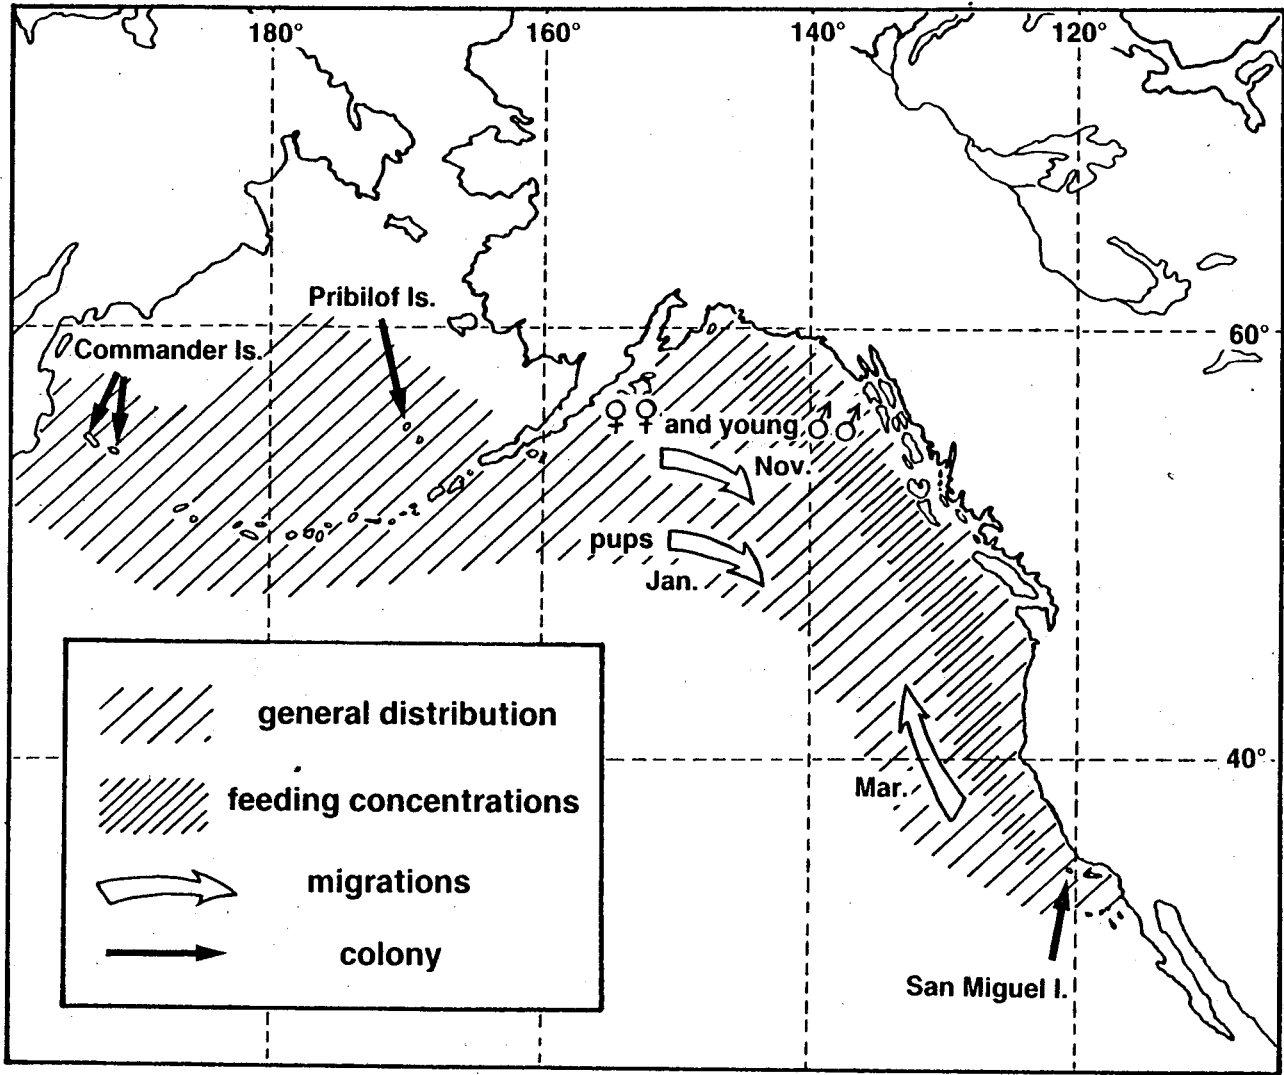 180° 160° 140° 120°
Pribilof Is.
60°
Commander Is.
♀ ♀ and young ♂ ♂
Nov.
pups
Jan.
general distribution
40°
Mar.
feeding concentrations
migrations
colony
San Miguel I.